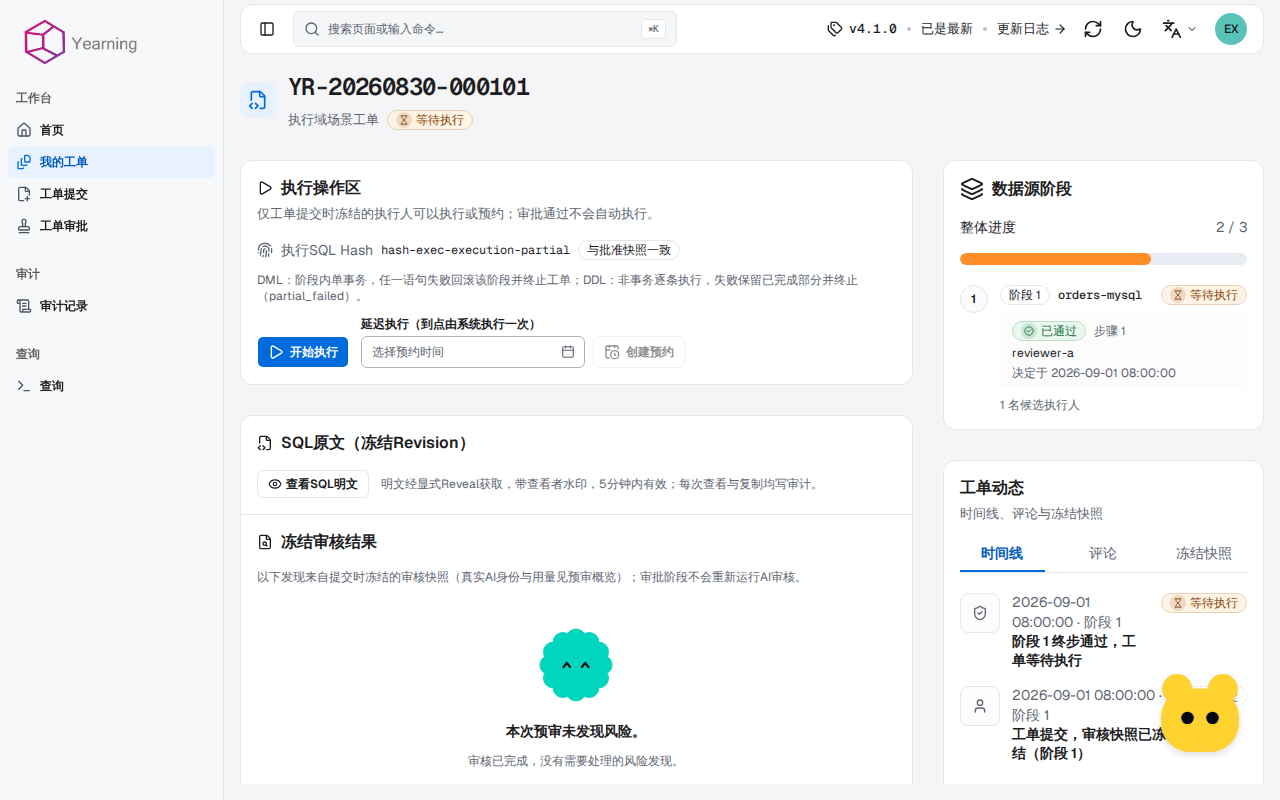 Yearning
工作台
首页
我的工单
工单提交
工单审批
审计
审计记录
查询
查询
搜索页面或输入命令...
⌘K
v4.1.0
已是最新
更新日志
EX
YR-20260830-000101
执行域场景工单
等待执行
执行操作区
仅工单提交时冻结的执行人可以执行或预约；审批通过不会自动执行。
执行SQL Hash hash-exec-execution-partial 与批准快照一致
DML：阶段内单事务，任一语句失败回滚该阶段并终止工单；DDL：非事务逐条执行，失败保留已完成部分并终止
（partial_failed）。
延迟执行（到点由系统执行一次）
开始执行
选择预约时间
创建预约
SQL原文（冻结Revision）
查看SQL明文
明文经显式Reveal获取，带查看者水印，5分钟内有效；每次查看与复制均写审计。
冻结审核结果
以下发现来自提交时冻结的审核快照（真实AI身份与用量见预审概览）；审批阶段不会重新运行AI审核。
本次预审未发现风险。
审核已完成，没有需要处理的风险发现。
数据源阶段
整体进度
2 / 3
1
阶段 1
orders-mysql
等待执行
已通过
步骤 1
reviewer-a
决定于 2026-09-01 08:00:00
1 名候选执行人
工单动态
时间线、评论与冻结快照
时间线
评论
冻结快照
2026-09-01
08:00:00 · 阶段 1
等待执行
阶段 1 终步通过，工
单等待执行
2026-09-01 08:00:00 ·
阶段 1
工单提交，审核快照已冻
结（阶段 1）